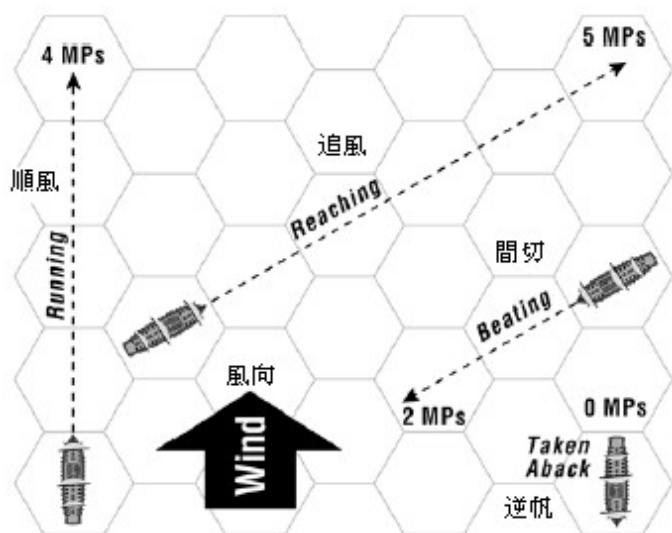 4 MPs
5 MPs
追風
順風
Reaching
Running
間切
Beating
風向
2 MPs
0 MPs
Wind
Taken
Aback
逆帆